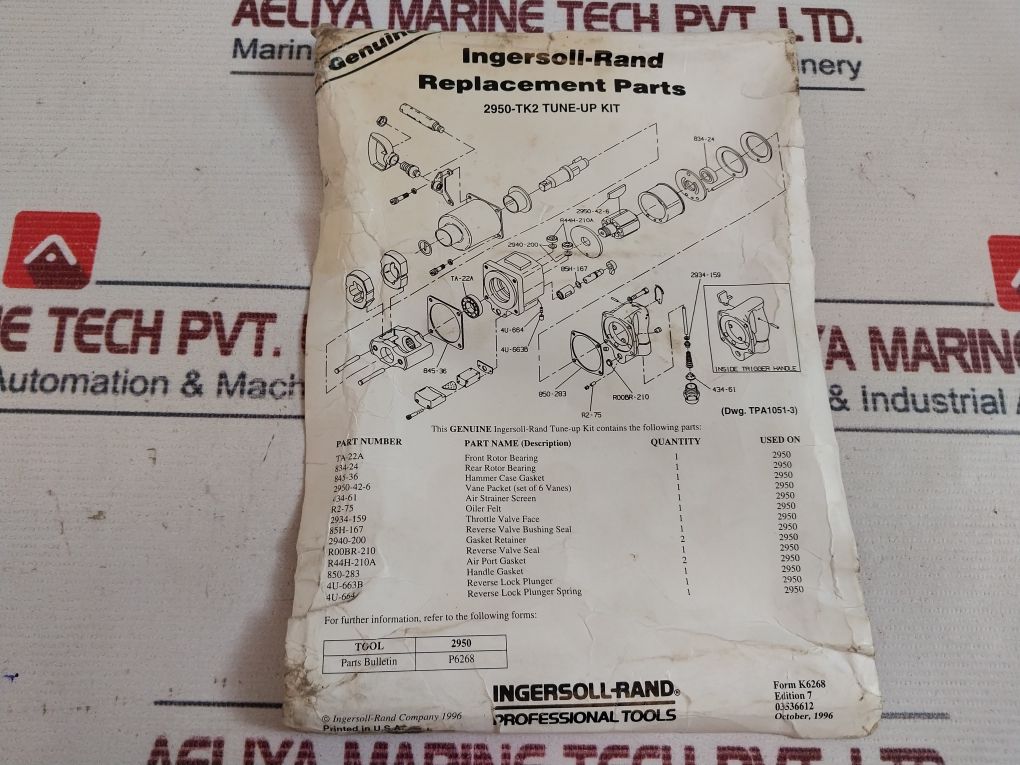 AELIYA MARINE TECH PVT. LTD.
Marin
nery
Genuine
Ingersoll-Rand
Replacement Parts
2950-TK2 TUNE-UP KIT
834-24
2950-42-6
R44H-210A
2940-200
85H-167
TA-22A
2934-159
4U-664
4U-663B
845-36
850-283
R00BR-210
R2-75
434-61
INSIDE TRIGGER HANDLE
(Dwg. TPA1051-3)
NE TECH PVT.
MARIN
Automation & Mach
& Industrial
This GENUINE Ingersoll-Rand Tune-up Kit contains the following parts:
PART NUMBER PART NAME (Description) QUANTITY USED ON
TA-22A Front Rotor Bearing 1 2950
834-24 Rear Rotor Bearing 1 2950
845-36 Hammer Case Gasket 1 2950
2950-42-6 Vane Packet (set of 6 Vanes) 1 2950
434-61 Air Strainer Screen 1 2950
R2-75 Oiler Felt 1 2950
2934-159 Throttle Valve Face 1 2950
85H-167 Reverse Valve Bushing Seal 1 2950
2940-200 Gasket Retainer 2 2950
R00BR-210 Reverse Valve Seal 1 2950
R44H-210A Air Port Gasket 2 2950
850-283 Handle Gasket 1 2950
4U-663B Reverse Lock Plunger 1 2950
4U-664 Reverse Lock Plunger Spring 1 2950
For further information, refer to the following forms:
TOOL 2950
Parts Bulletin P6268
INGERSOLL-RAND®
PROFESSIONAL TOOLS
Form K6268
Edition 7
03536612
October, 1996
© Ingersoll-Rand Company 1996
Printed in U.S.A.
AELIYA MARINE TECH PVT. LTD.